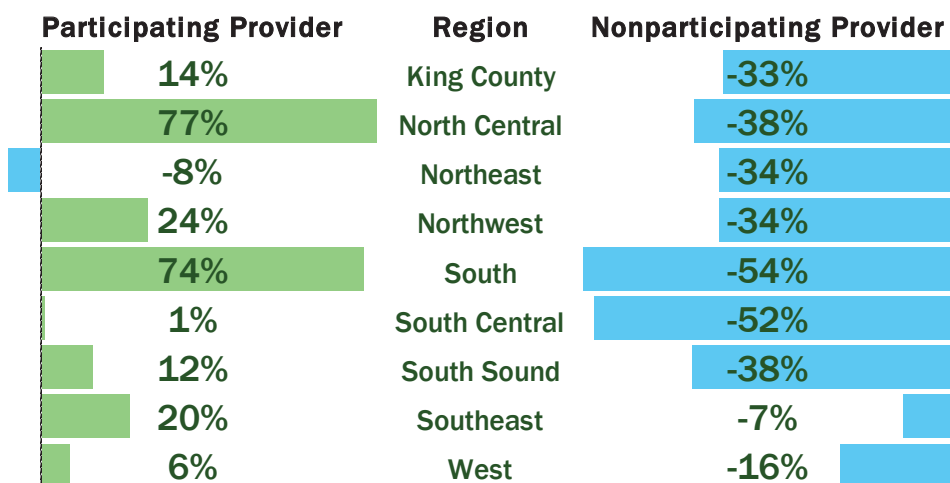 Participating Provider Region Nonparticipating Provider
14% King County -33%
77% North Central -38%
-8% Northeast -34%
24% Northwest -34%
74% South -54%
1% South Central -52%
12% South Sound -38%
20% Southeast -7%
6% West -16%